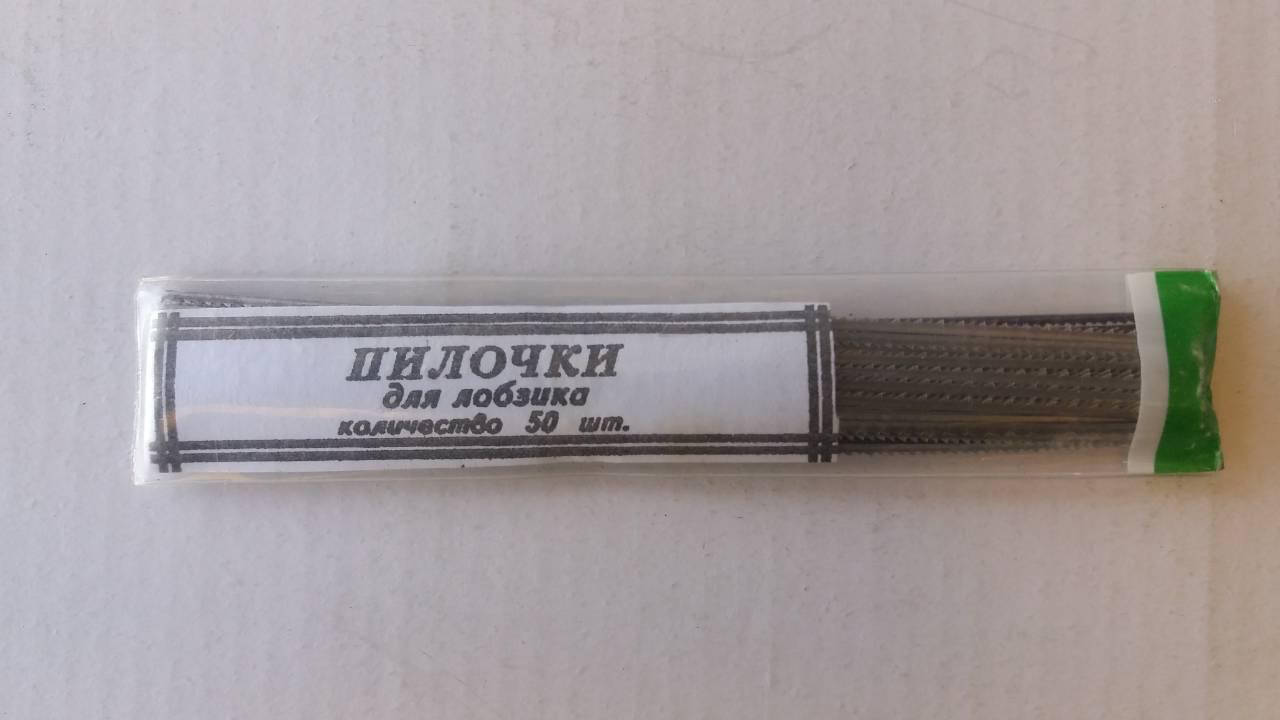 ПИЛОЧКИ
для лобзика
количество 50 шт.